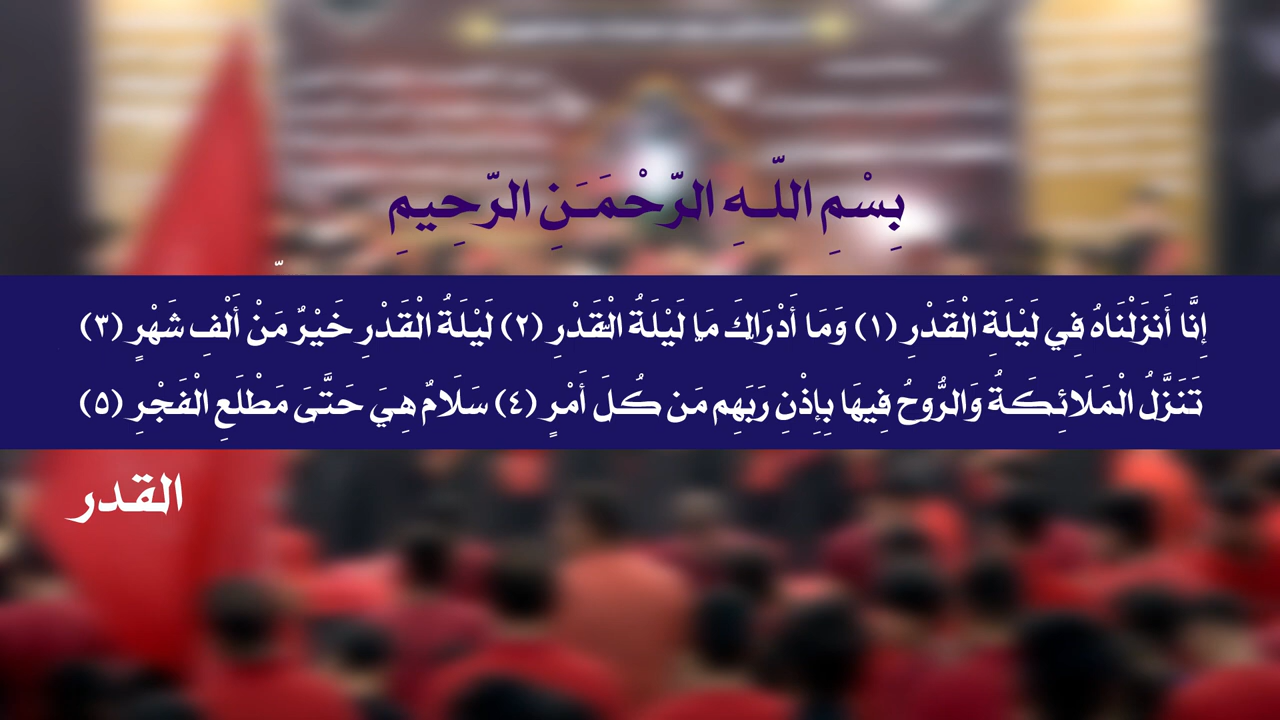 بِسْمِ اللّـهِ الرّحْمَـَنِ الرّحِيمِ
إِنَّا أَنزَلْنَاهُ فِي لَيْلَةِ الْقَدْرِ (١) وَمَا أَدْرَاكَ مَا لَيْلَةُ الْقَدْرِ (٢) لَيْلَةُ الْقَدْرِ خَيْرٌ مَنْ أَلْفِ شَهْرٍ (٣)
تَنَزَّلُ الْمَلَائِكَةُ وَالرُّوحُ فِيهَا بِإِذْنِ رَبَهِم مَن كُلَ أَمْرٍ (٤) سَلَامٌ هِيَ حَتَّىَ مَطْلَعِ الْفَجْرِ (٥)
القدر